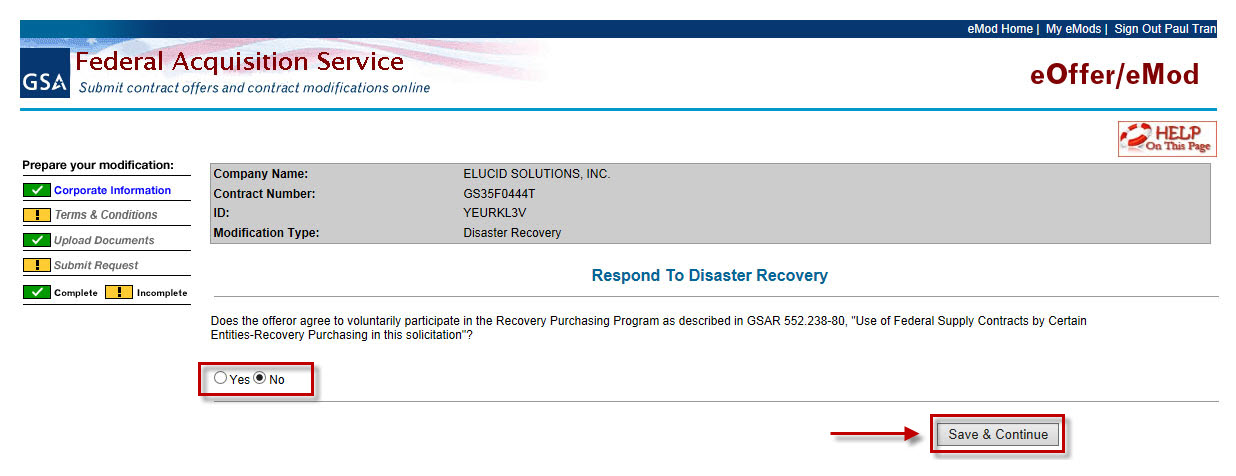 eMod Home | My eMods | Sign Out Paul Tran
GSA
Federal Acquisition Service
Submit contract offers and contract modifications online
eOffer/eMod
HELP
On This Page
Prepare your modification:
Corporate Information
Terms & Conditions
Upload Documents
Submit Request
Complete Incomplete
Company Name: ELUCID SOLUTIONS, INC.
Contract Number: GS35F0444T
ID: YEURKL3V
Modification Type: Disaster Recovery
Respond To Disaster Recovery
Does the offeror agree to voluntarily participate in the Recovery Purchasing Program as described in GSAR 552.238-80, "Use of Federal Supply Contracts by Certain
Entities-Recovery Purchasing in this solicitation"?
Yes No
Save & Continue